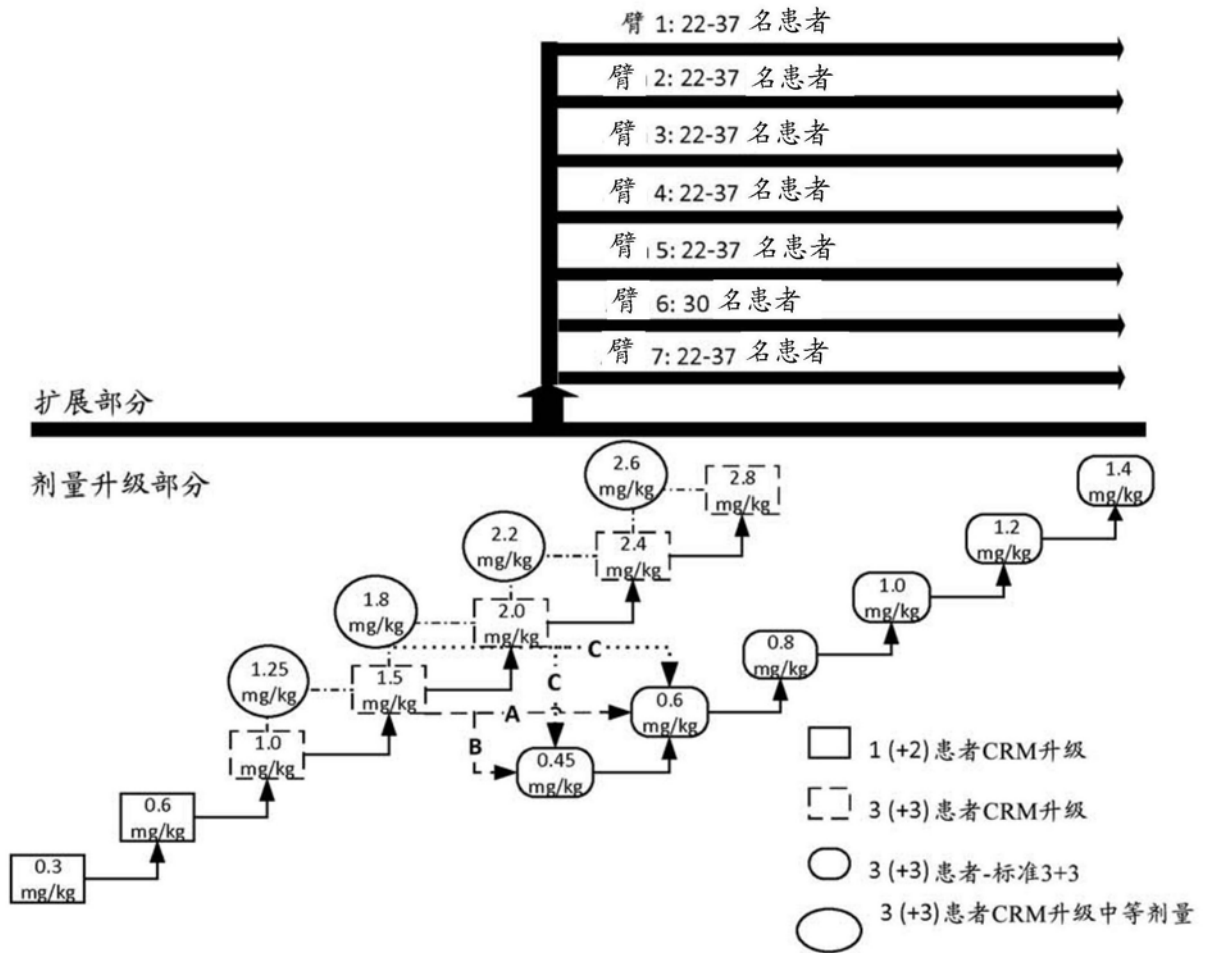 臂 1: 22-37 名患者
臂 2: 22-37 名患者
臂 3: 22-37 名患者
臂 4: 22-37 名患者
臂 5: 22-37 名患者
臂 6: 30 名患者
臂 7: 22-37 名患者
扩展部分
剂量升级部分
2.6
mg/kg
2.8
mg/kg
1.4
mg/kg
2.2
mg/kg
2.4
mg/kg
1.2
mg/kg
1.8
mg/kg
2.0
mg/kg
1.0
mg/kg
C
0.8
mg/kg
1.25
mg/kg
1.5
mg/kg
C
A
0.6
mg/kg
B
1.0
mg/kg
0.45
mg/kg
0.6
mg/kg
0.3
mg/kg
1 (+2) 患者CRM升级
3 (+3) 患者CRM升级
3 (+3) 患者-标准3+3
3 (+3) 患者CRM升级中等剂量